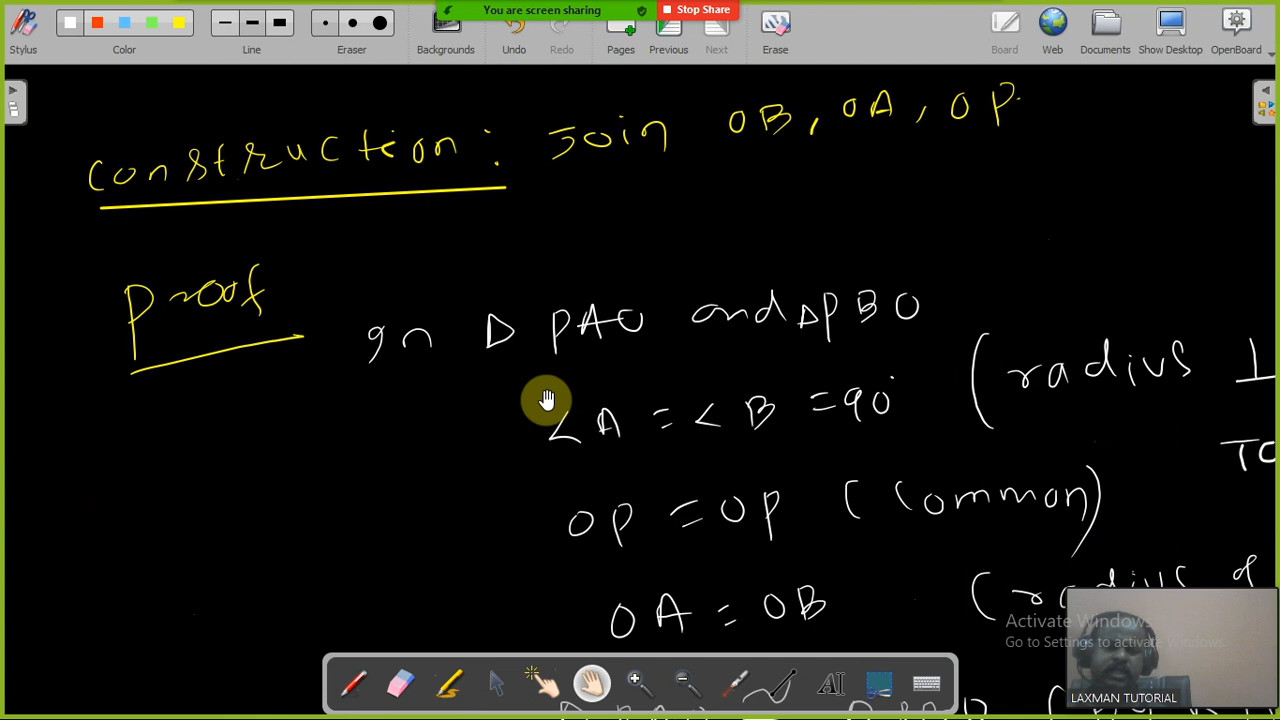 You are screen sharing Stop Share
Stylus Color Line Eraser Backgrounds Undo Redo Pages Previous Next Erase Board Web Documents Show Desktop OpenBoard
construction: Join OB, OA, OP.
Proof
In Δ PAO and ΔPBO
∠A = ∠B = 90° (radius ⊥
OP = OP (common)
OA = OB (radius
Activate Windows
Go to Settings to activate Windows.
LAXMAN TUTORIAL